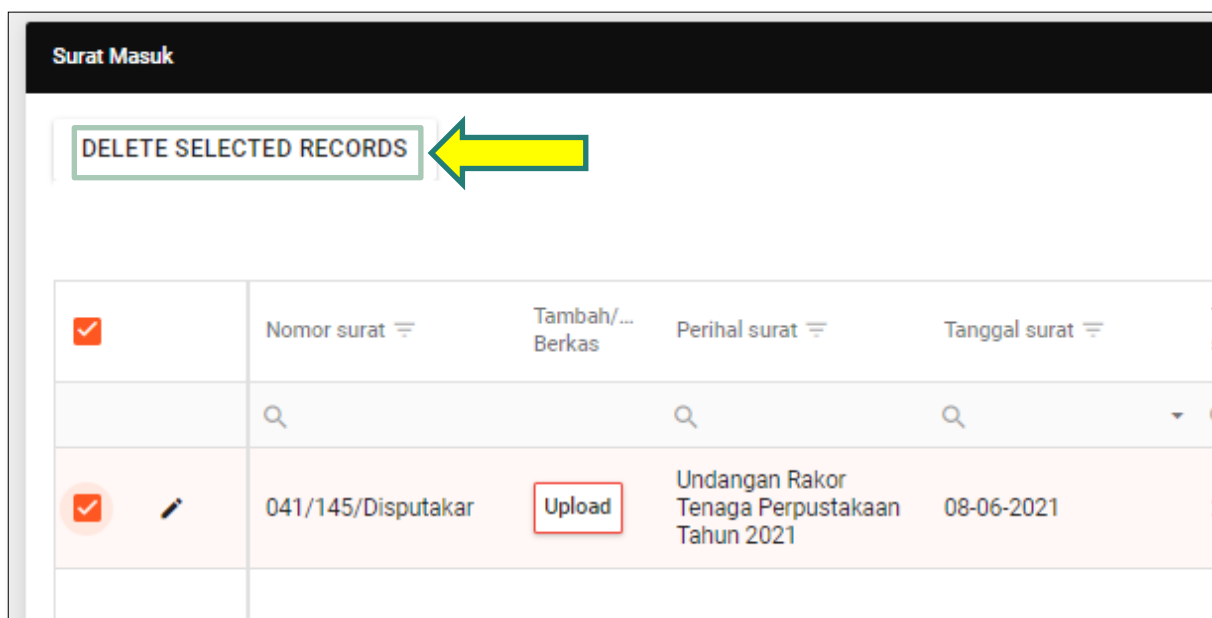 Surat Masuk
DELETE SELECTED RECORDS
Nomor surat
Tambah/...
Berkas
Perihal surat
Tanggal surat
041/145/Disputakar
Upload
Undangan Rakor
Tenaga Perpustakaan
Tahun 2021
08-06-2021